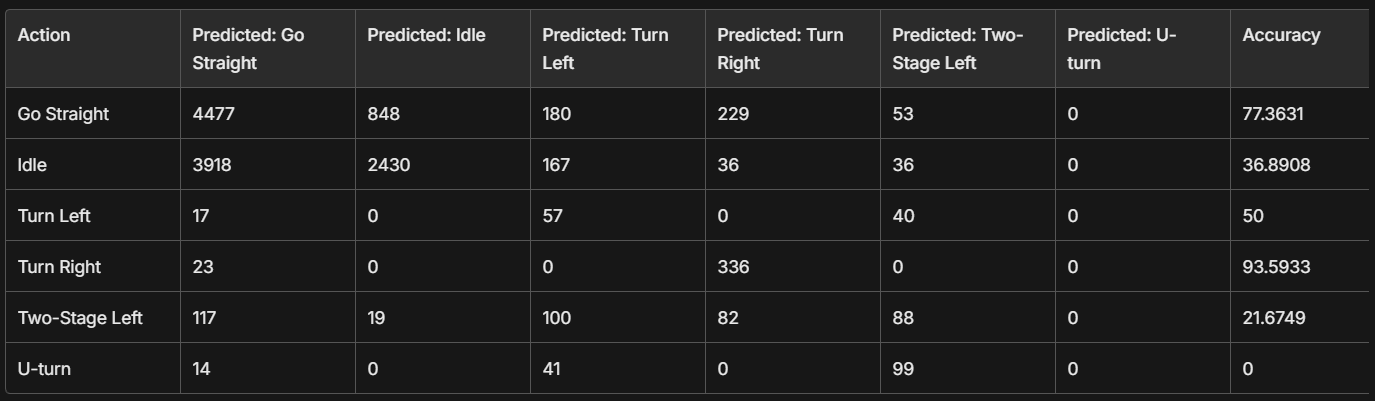 Action Predicted: Go Straight Predicted: Idle Predicted: Turn Left Predicted: Turn Right Predicted: Two-Stage Left Predicted: U-turn Accuracy
Go Straight 4477 848 180 229 53 0 77.3631
Idle 3918 2430 167 36 36 0 36.8908
Turn Left 17 0 57 0 40 0 50
Turn Right 23 0 0 336 0 0 93.5933
Two-Stage Left 117 19 100 82 88 0 21.6749
U-turn 14 0 41 0 99 0 0